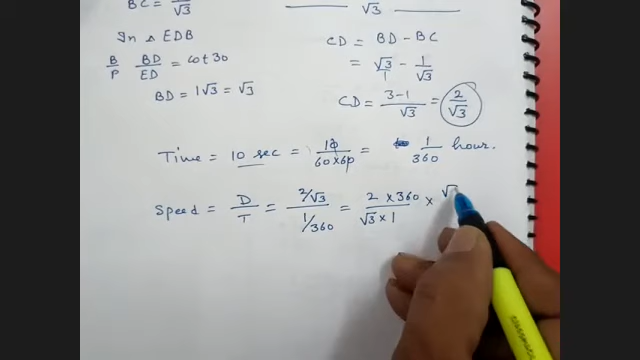 BC = 1/√3
√3
In △ EDB
B/P BD/ED = cot 30
BD = 1√3 = √3
CD = BD - BC
= √3/1 - 1/√3
CD = 3-1/√3 = 2/√3
Time = 10 sec = 10/60×60 = 1/360 hour.
Speed = D/T = 2/√3 / 1/360 = 2 × 360/√3 × 1 × √3